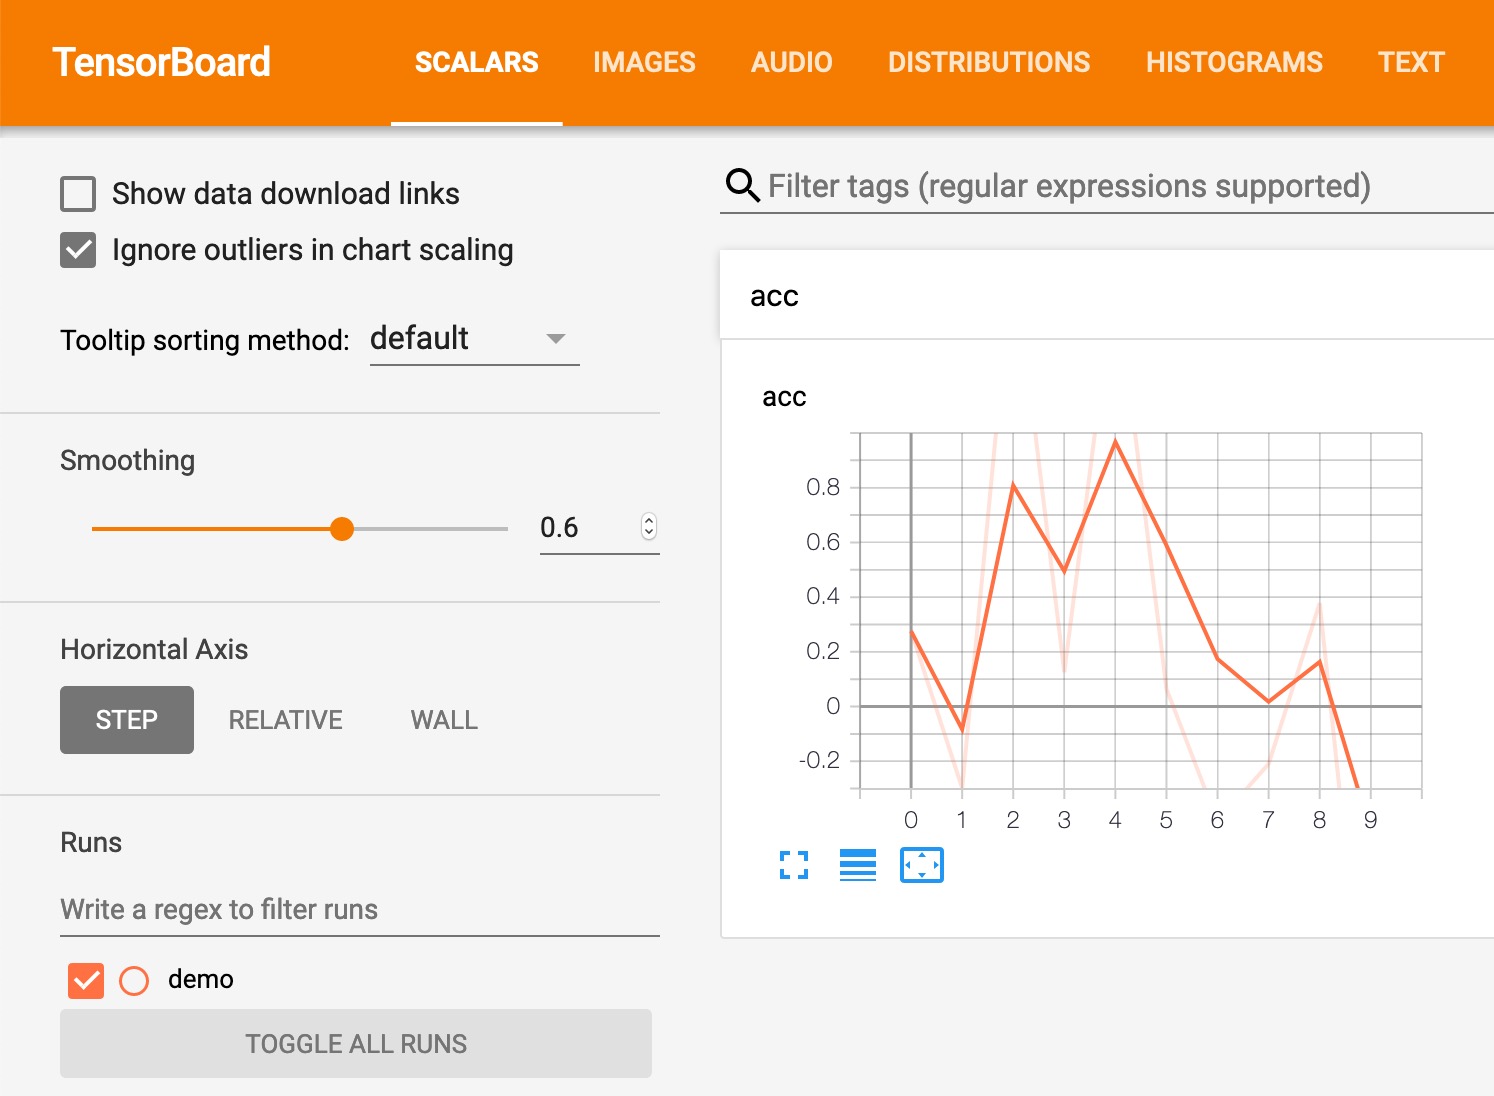 TensorBoard SCALARS IMAGES AUDIO DISTRIBUTIONS HISTOGRAMS TEXT
Show data download links
Ignore outliers in chart scaling
Tooltip sorting method: default
Smoothing
0.6
Horizontal Axis
STEP RELATIVE WALL
Runs
Write a regex to filter runs
demo
TOGGLE ALL RUNS
Filter tags (regular expressions supported)
acc
acc
0.8
0.6
0.4
0.2
0
-0.2
0 1 2 3 4 5 6 7 8 9